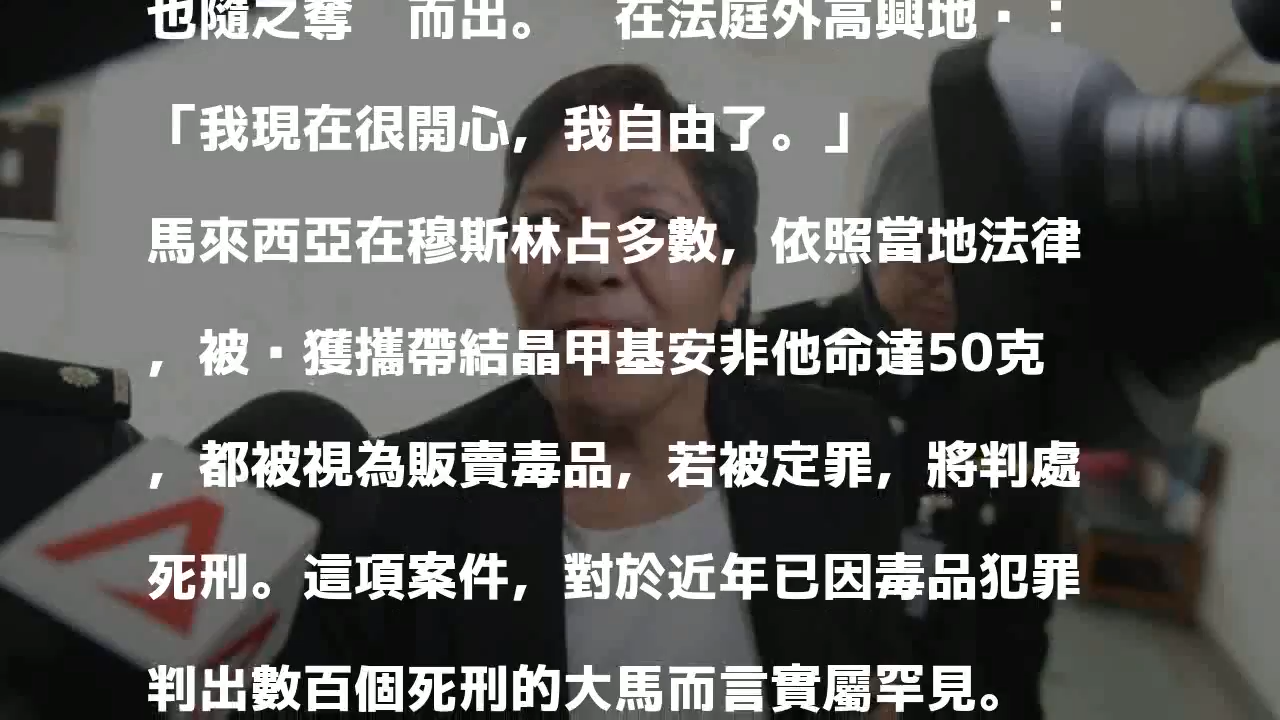 也隨之奪 而出。 在法庭外高興地·：
「我現在很開心，我自由了。」
馬來西亞在穆斯林占多數，依照當地法律
，被·獲攜帶結晶甲基安非他命達50克
，都被視為販賣毒品，若被定罪，將判處
死刑。這項案件，對於近年已因毒品犯罪
判出數百個死刑的大馬而言實屬罕見。